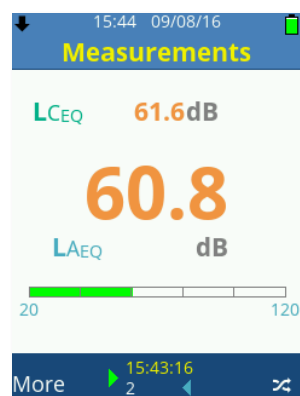 15:44 09/08/16
Measurements
LCEQ 61.6dB
60.8
LAEQ dB
20 120
15:43:16
More 2